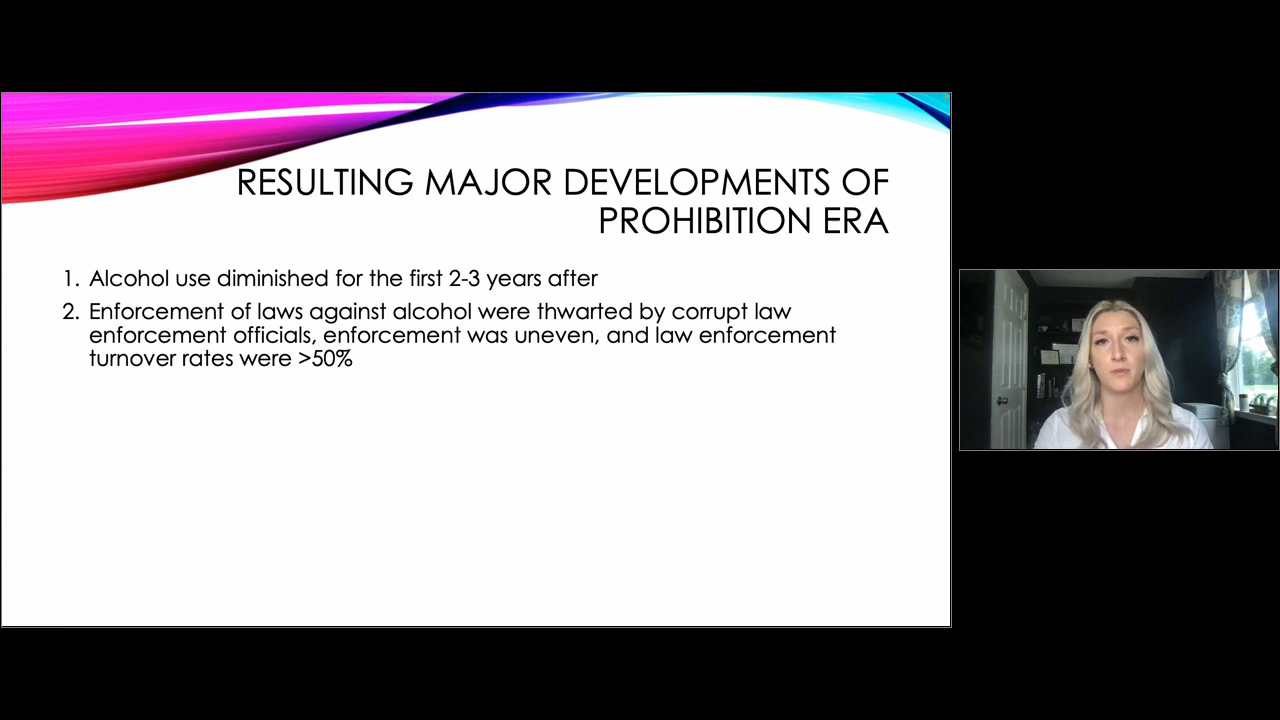 RESULTING MAJOR DEVELOPMENTS OF
PROHIBITION ERA
1. Alcohol use diminished for the first 2-3 years after
2. Enforcement of laws against alcohol were thwarted by corrupt law
enforcement officials, enforcement was uneven, and law enforcement
turnover rates were >50%